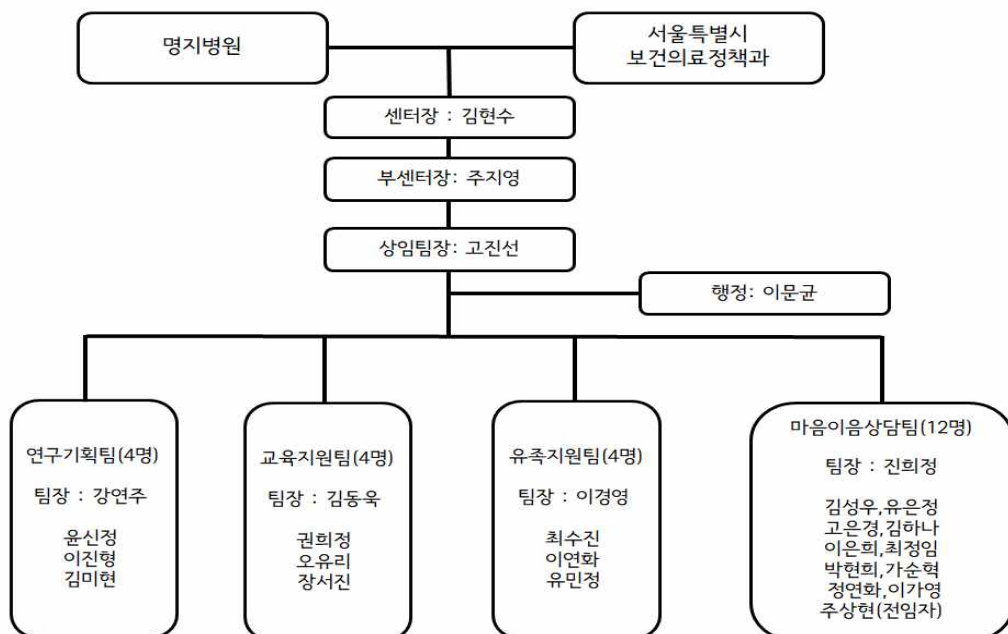 명지병원
서울특별시
보건의료정책과
센터장 : 김현수
부센터장: 주지영
상임팀장: 고진선
행정: 이문균
연구기획팀(4명)
팀장 : 강연주
윤신정
이진형
김미현
교육지원팀(4명)
팀장 : 김동욱
권희정
오유리
장서진
유족지원팀(4명)
팀장 : 이경영
최수진
이연화
유민정
마음이음상담팀(12명)
팀장 : 진희정
김성우,유은정
고은경,김하나
이은희,최정임
박현희,가순혁
정연화,이가영
주상현(전임자)